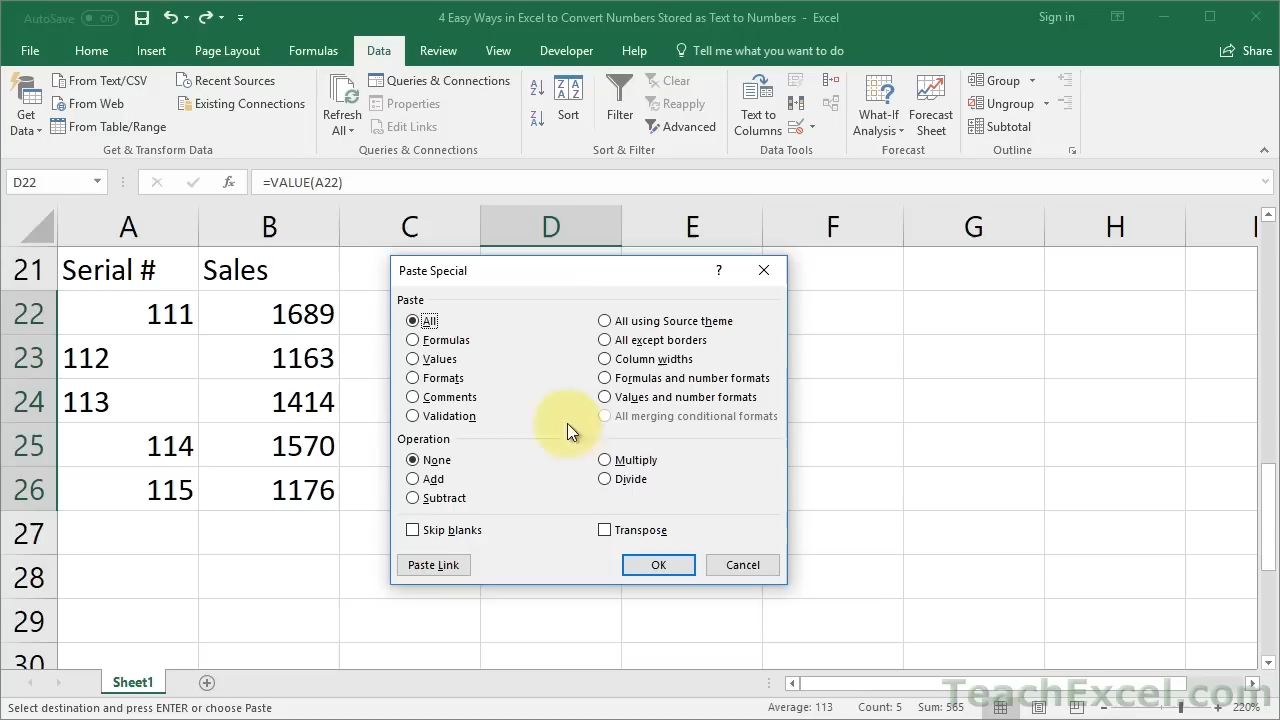 AutoSave Off 4 Easy Ways in Excel to Convert Numbers Stored as Text to Numbers - Excel Sign in
File Home Insert Page Layout Formulas Data Review View Developer Help Tell me what you want to do Share
Get Data
From Text/CSV
From Web
From Table/Range
Recent Sources
Existing Connections
Get & Transform Data
Refresh All
Queries & Connections
Properties
Edit Links
Queries & Connections
Sort
Filter
Clear
Reapply
Advanced
Sort & Filter
Text to Columns
Data Tools
What-If Analysis
Forecast Sheet
Forecast
Group
Ungroup
Subtotal
Outline
D22 fx =VALUE(A22)
A B C D E F G H I
21 Serial # Sales
22 111 1689
23 112 1163
24 113 1414
25 114 1570
26 115 1176
27
28
29
30
Paste Special ?
Paste
All
Formulas
Values
Formats
Comments
Validation
All using Source theme
All except borders
Column widths
Formulas and number formats
Values and number formats
All merging conditional formats
Operation
None
Add
Subtract
Multiply
Divide
Skip blanks
Transpose
Paste Link OK Cancel
Sheet1
Select destination and press ENTER or choose Paste Average: 113 Count: 5 Sum: 565 220%
TeachExcel.com